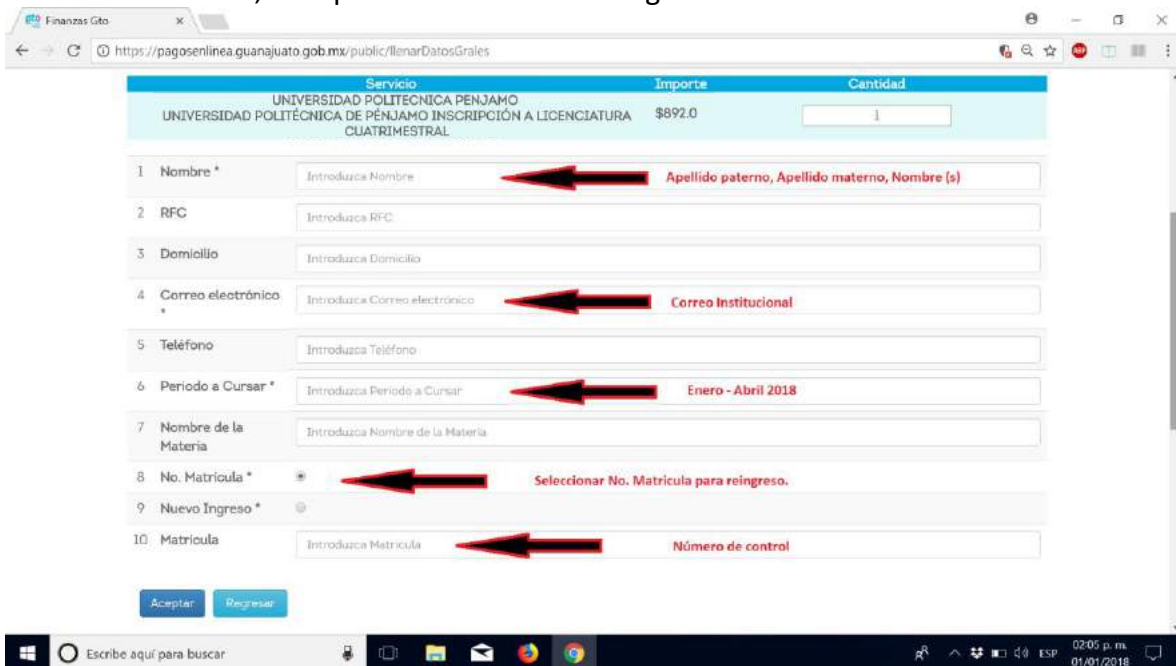 Finanzas Gto
https://pagosenlinea.guanajuato.gob.mx/public/llenarDatosGrales
Servicio Importe Cantidad
UNIVERSIDAD POLITECNICA PENJAMO
UNIVERSIDAD POLITÉCNICA DE PÉNJAMO INSCRIPCIÓN A LICENCIATURA $892.0 1
CUATRIMESTRAL
1 Nombre * Introduzca Nombre Apellido paterno, Apellido materno, Nombre (s)
2 RFC Introduzca RFC
3 Domicilio Introduzca Domicilio
4 Correo electrónico Introduzca Correo electrónico Correo Institucional
*
5 Teléfono Introduzca Teléfono
6 Periodo a Cursar * Introduzca Periodo a Cursar Enero - Abril 2018
7 Nombre de la Introduzca Nombre de la Materia
Materia
8 No. Matrícula * Seleccionar No. Matricula para reingreso.
9 Nuevo Ingreso *
10 Matricula Introduzca Matricula Número de control
Aceptar Regresar
Escribe aquí para buscar ESP 02:05 p. m.
01/01/2018